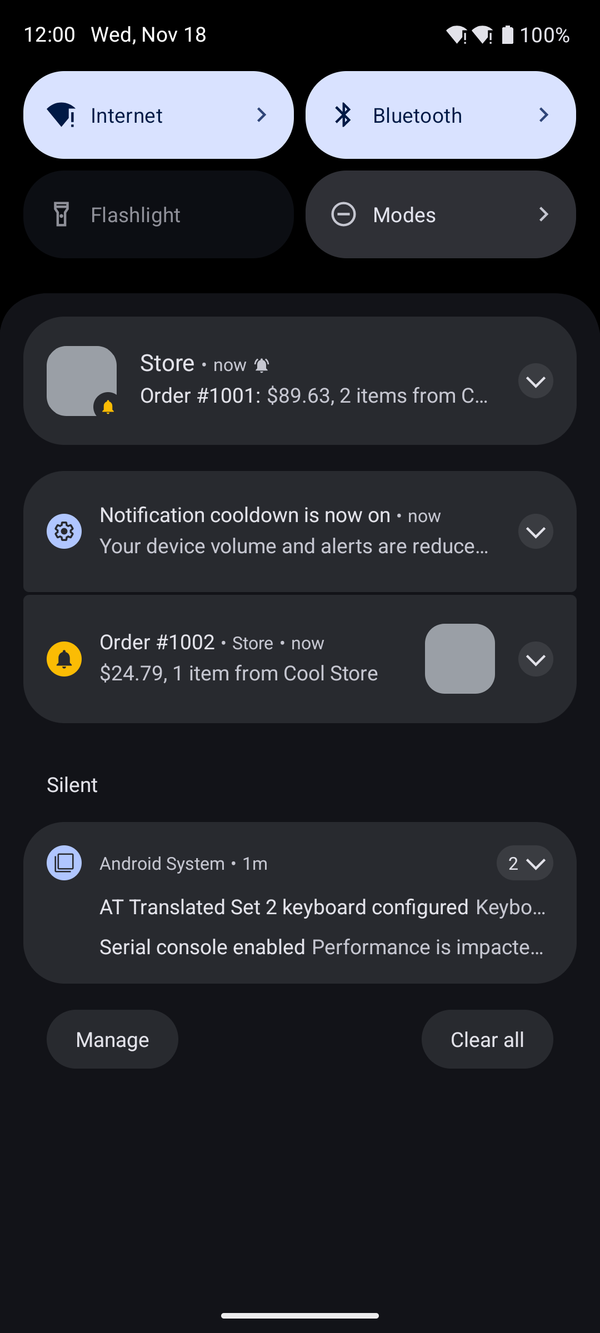 12:00 Wed, Nov 18 100%
Internet
Bluetooth
Flashlight
Modes
Store • now
Order #1001: $89.63, 2 items from C…
Notification cooldown is now on • now
Your device volume and alerts are reduce…
Order #1002 • Store • now
$24.79, 1 item from Cool Store
Silent
Android System • 1m
2
AT Translated Set 2 keyboard configured Keybo…
Serial console enabled Performance is impacte…
Manage
Clear all